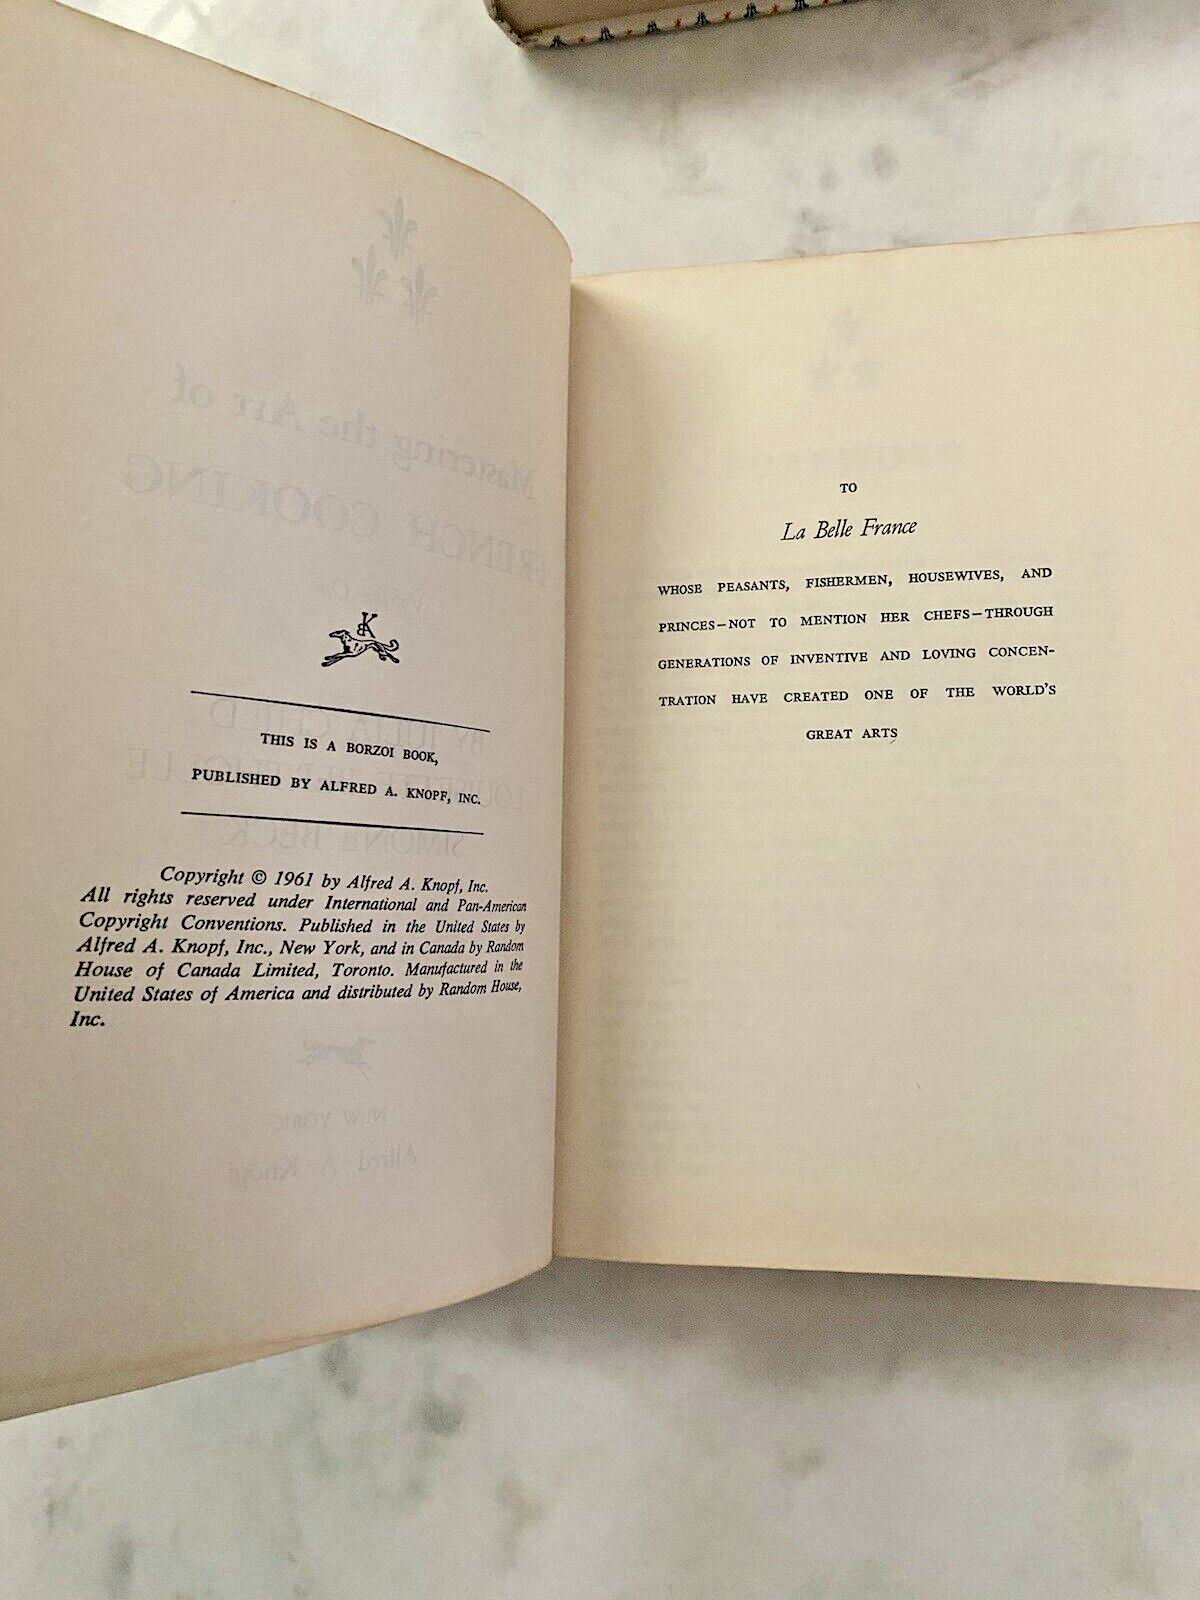 THIS IS A BORZOI BOOK,
PUBLISHED BY ALFRED A. KNOPF, INC.
Copyright © 1961 by Alfred A. Knopf, Inc.
All rights reserved under International and Pan-American
Copyright Conventions. Published in the United States by
Alfred A. Knopf, Inc., New York, and in Canada by Random
House of Canada Limited, Toronto. Manufactured in the
United States of America and distributed by Random House,
Inc.
TO
La Belle France
WHOSE PEASANTS, FISHERMEN, HOUSEWIVES, AND
PRINCES—NOT TO MENTION HER CHEFS—THROUGH
GENERATIONS OF INVENTIVE AND LOVING CONCEN-
TRATION HAVE CREATED ONE OF THE WORLD'S
GREAT ARTS